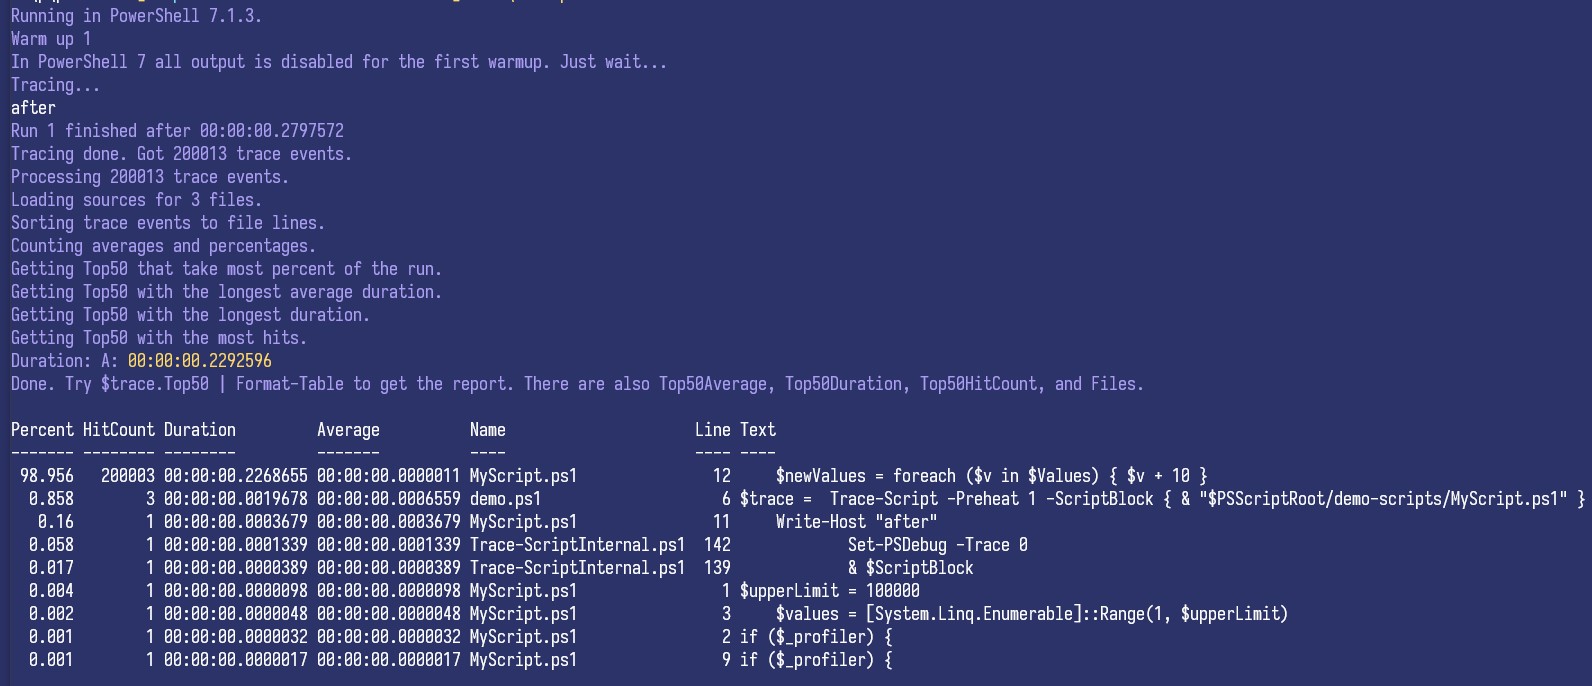 Running in PowerShell 7.1.3.
Warm up 1
In PowerShell 7 all output is disabled for the first warmup. Just wait...
Tracing...
after
Run 1 finished after 00:00:00.2797572
Tracing done. Got 200013 trace events.
Processing 200013 trace events.
Loading sources for 3 files.
Sorting trace events to file lines.
Counting averages and percentages.
Getting Top50 that take most percent of the run.
Getting Top50 with the longest average duration.
Getting Top50 with the longest duration.
Getting Top50 with the most hits.
Duration: A: 00:00:00.2292596
Done. Try $trace.Top50 | Format-Table to get the report. There are also Top50Average, Top50Duration, Top50HitCount, and Files.
Percent HitCount Duration         Average          Name                     Line Text
------- -------- --------         -------          ----                     ---- ----
 98.956   200003 00:00:00.2268655 00:00:00.0000011 MyScript.ps1               12     $newValues = foreach ($v in $Values) { $v + 10 }
  0.858        3 00:00:00.0019678 00:00:00.0006559 demo.ps1                    6 $trace =  Trace-Script -Preheat 1 -ScriptBlock { & "$PSScriptRoot/demo-scripts/MyScript.ps1" }
   0.16        1 00:00:00.0003679 00:00:00.0003679 MyScript.ps1               11     Write-Host "after"
  0.058        1 00:00:00.0001339 00:00:00.0001339 Trace-ScriptInternal.ps1  142             Set-PSDebug -Trace 0
  0.017        1 00:00:00.0000389 00:00:00.0000389 Trace-ScriptInternal.ps1  139             & $ScriptBlock
  0.004        1 00:00:00.0000098 00:00:00.0000098 MyScript.ps1                1 $upperLimit = 100000
  0.002        1 00:00:00.0000048 00:00:00.0000048 MyScript.ps1                3     $values = [System.Linq.Enumerable]::Range(1, $upperLimit)
  0.001        1 00:00:00.0000032 00:00:00.0000032 MyScript.ps1                2 if ($_profiler) {
  0.001        1 00:00:00.0000017 00:00:00.0000017 MyScript.ps1                9 if ($_profiler) {